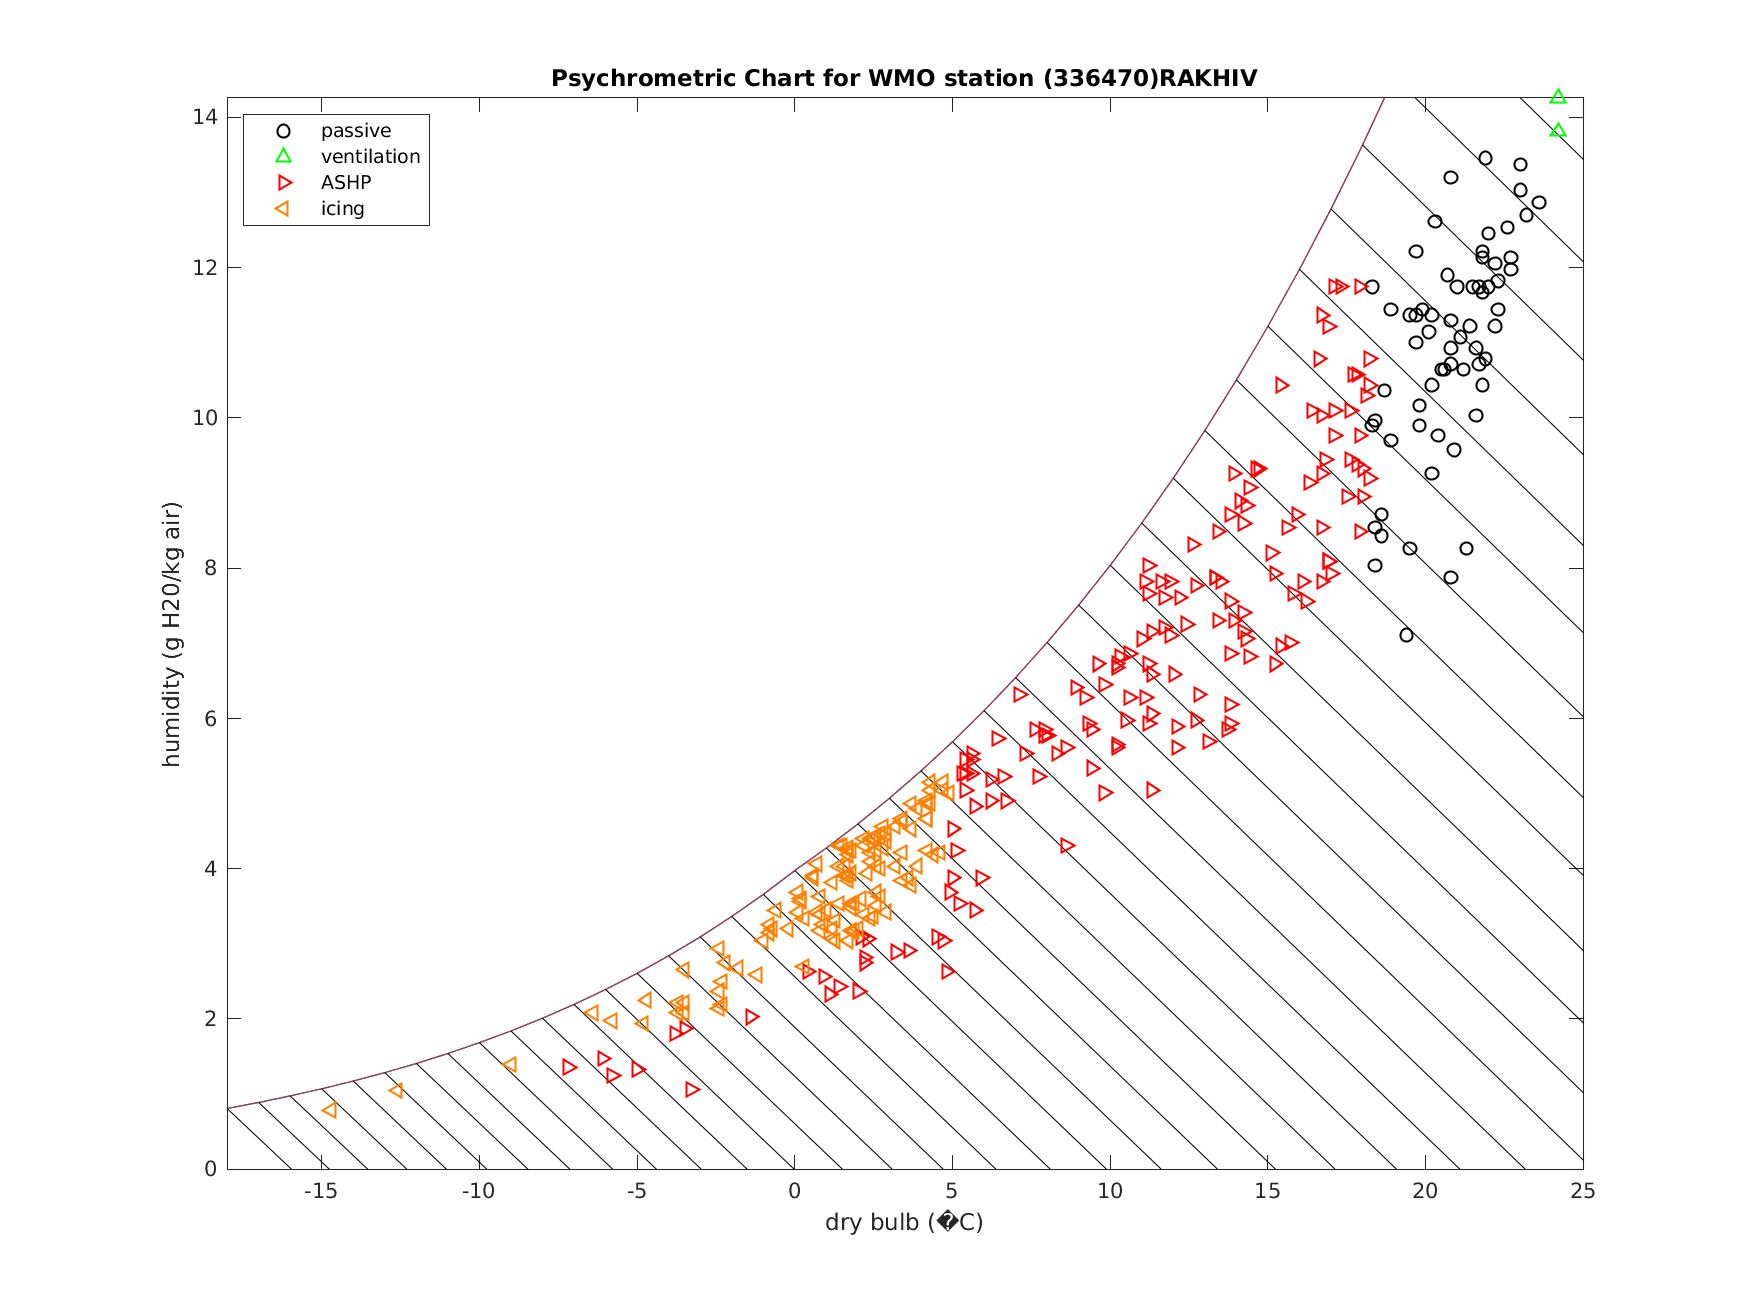 Psychrometric Chart for WMO station (336470)RAKHIV
14
12
10
8
6
4
2
0
passive
ventilation
ASHP
icing
humidity (g H20/kg air)
-15 -10 -5 0 5 10 15 20 25
dry bulb (�C)